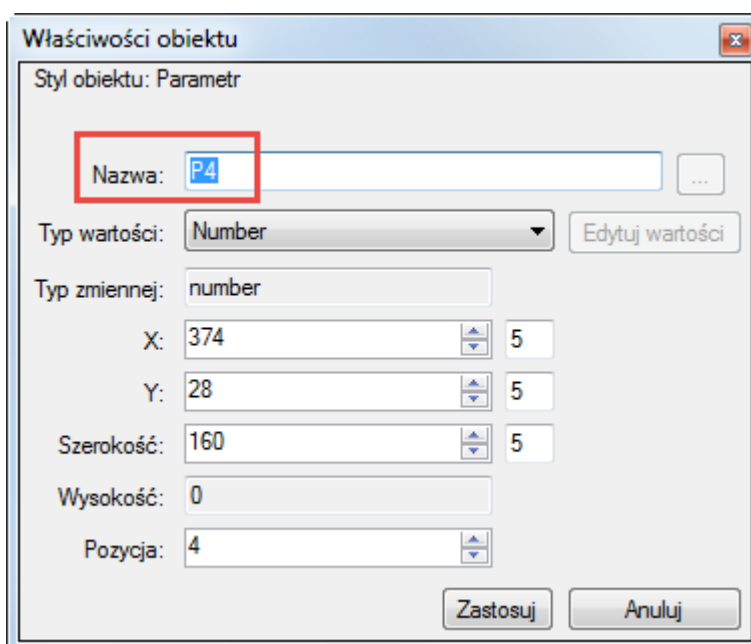 Właściwości obiektu
Styl obiektu: Parametr
Nazwa: P4 ...
Typ wartości: Number Edytuj wartości
Typ zmiennej: number
X: 374 5
Y: 28 5
Szerokość: 160 5
Wysokość: 0
Pozycja: 4
Zastosuj Anuluj